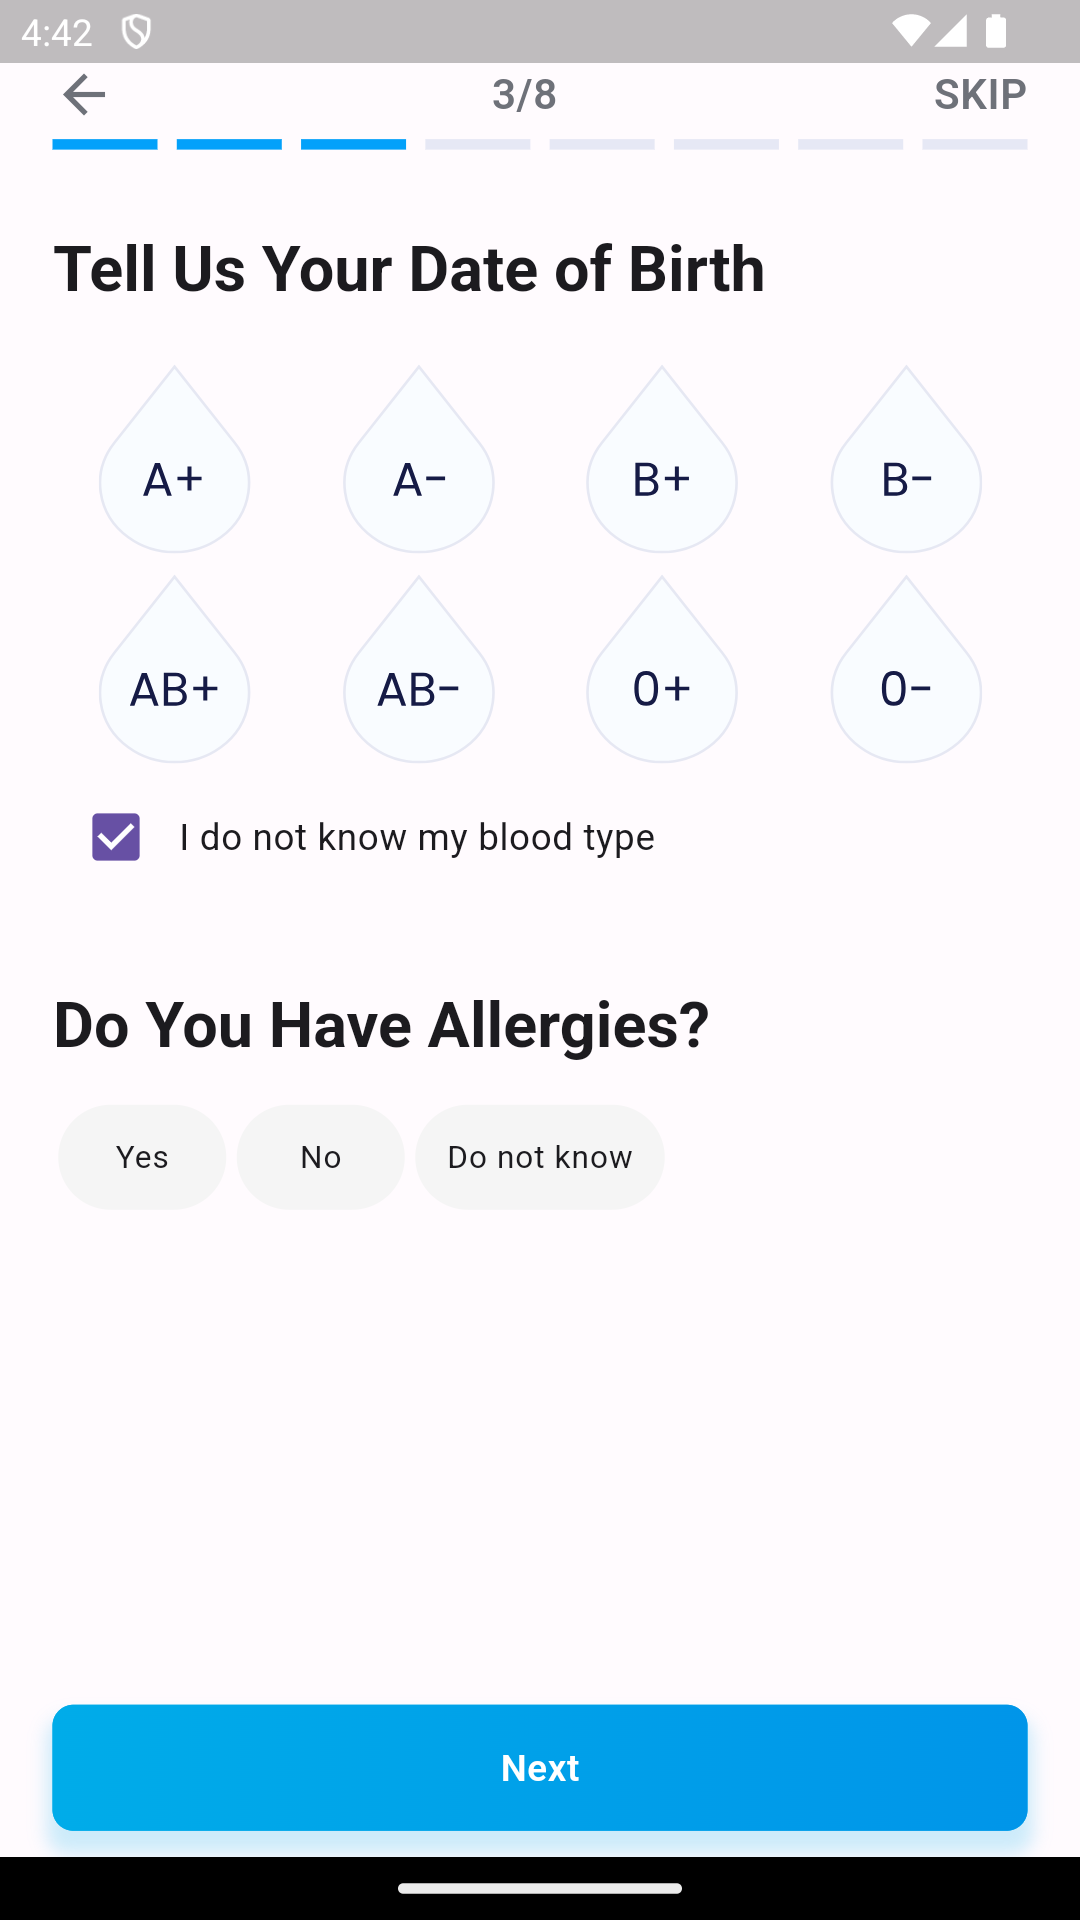 4:42
3/8 SKIP
Tell Us Your Date of Birth
A+ A- B+ B-
AB+ AB- 0+ 0-
I do not know my blood type
Do You Have Allergies?
Yes No Do not know
Next